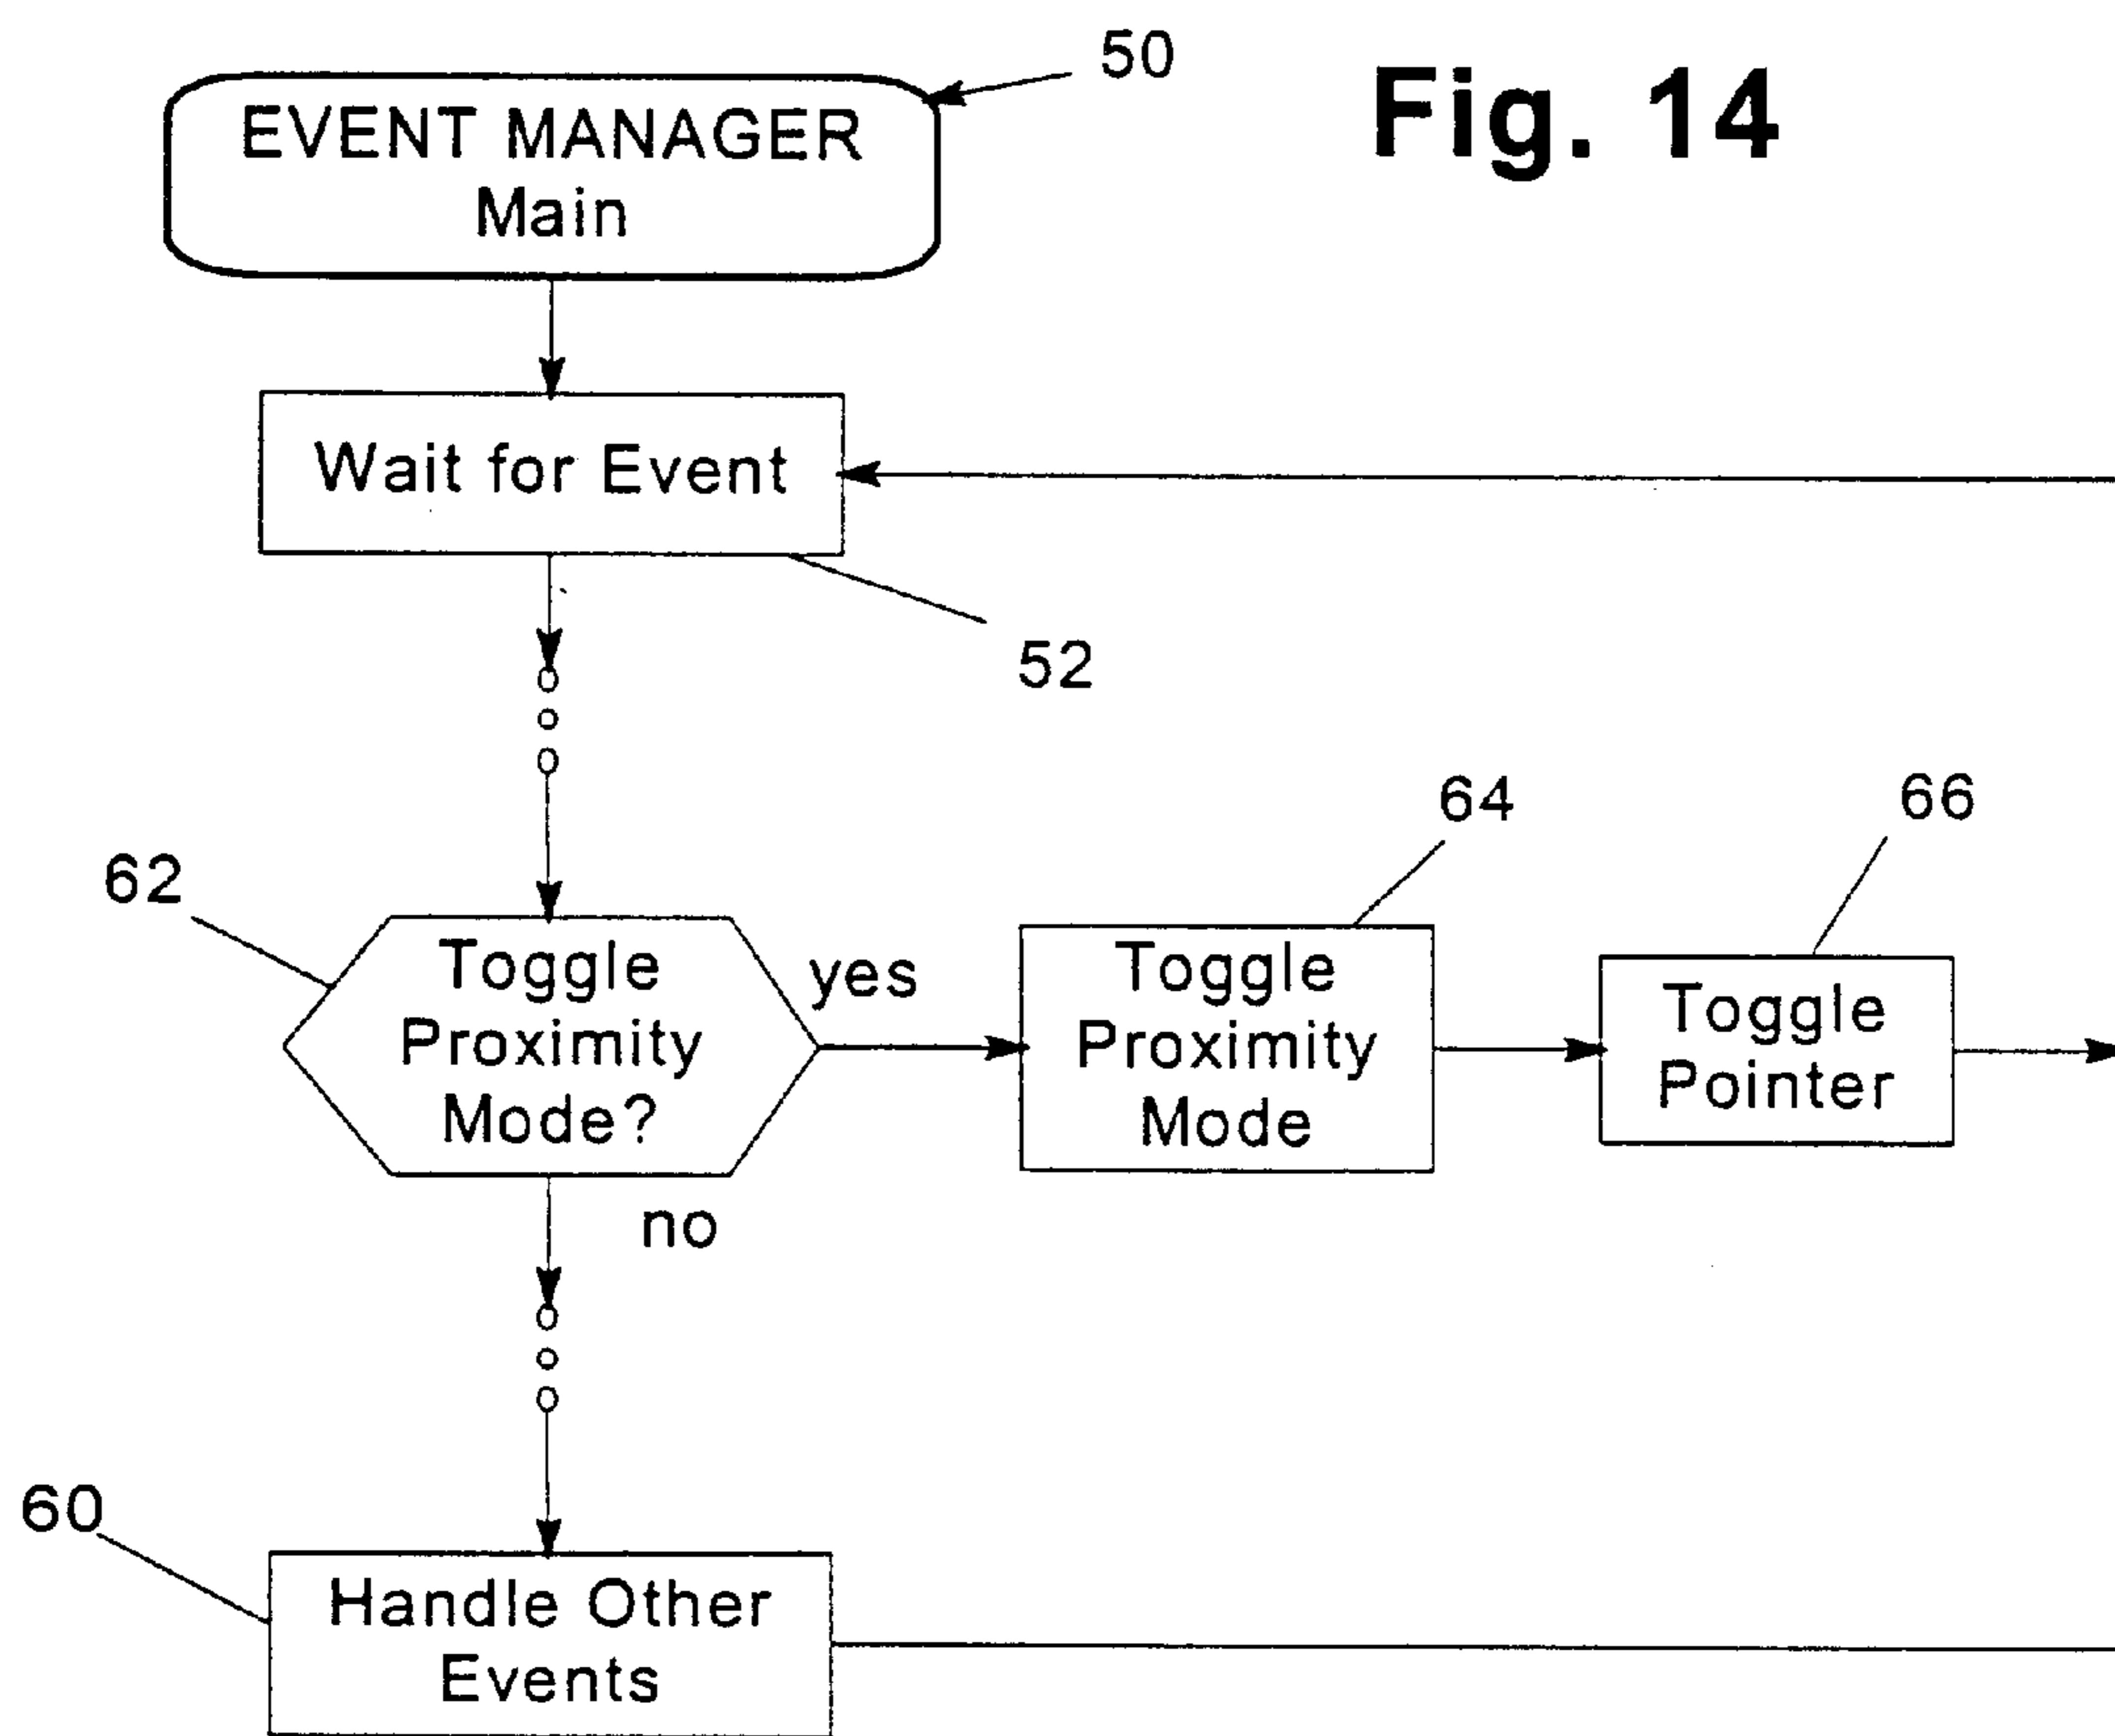 50
Fig. 14
EVENT MANAGER
Main
Wait for Event
52
64
66
62
Toggle
Proximity
Mode?
yes
Toggle
Proximity
Mode
Toggle
Pointer
no
60
Handle Other
Events